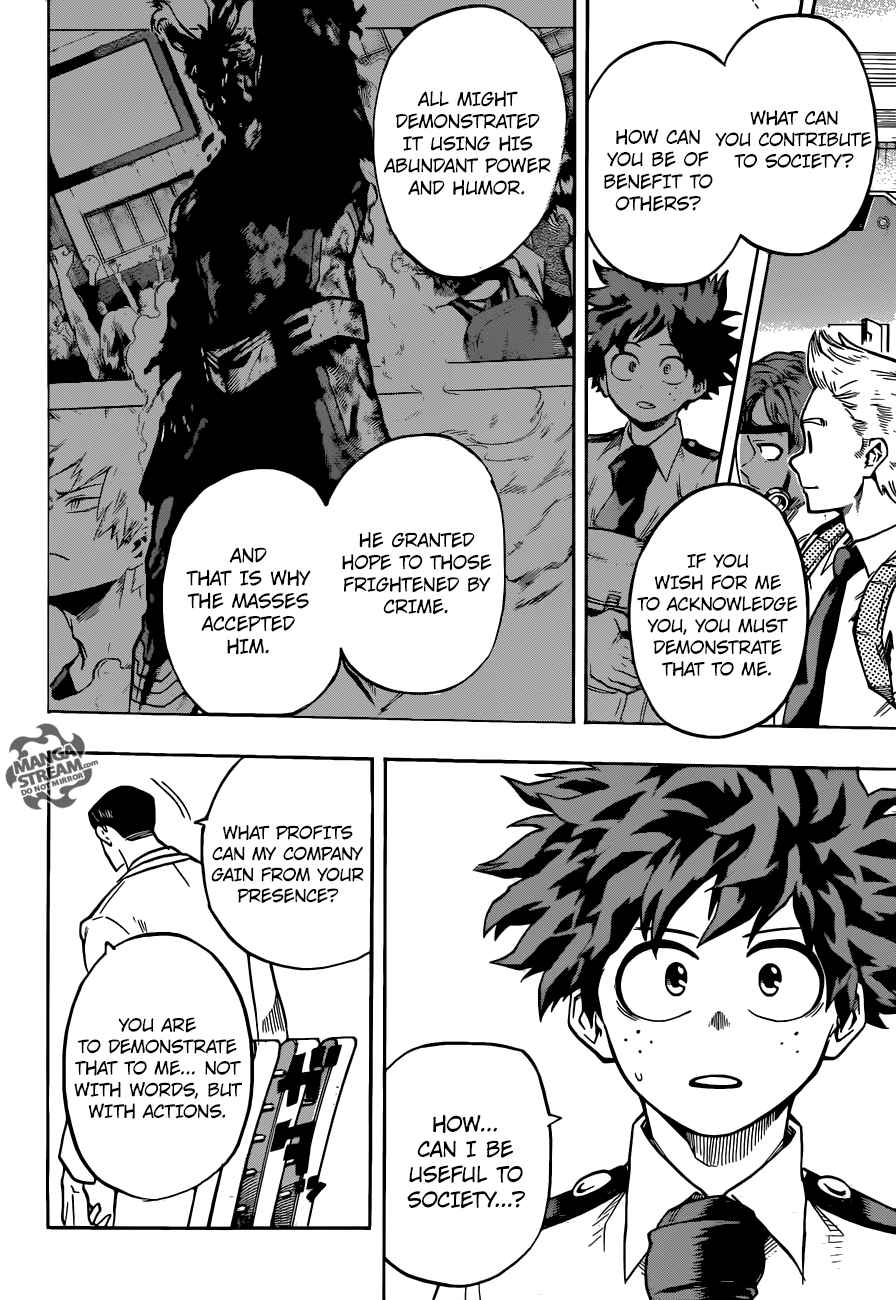 WHAT CAN
YOU CONTRIBUTE
TO SOCIETY?
HOW CAN
YOU BE OF
BENEFIT TO
OTHERS?
IF YOU
WISH FOR ME
TO ACKNOWLEDGE
YOU, YOU MUST
DEMONSTRATE
THAT TO ME.
ALL MIGHT
DEMONSTRATED
IT USING HIS
ABUNDANT POWER
AND HUMOR.
HE GRANTED
HOPE TO THOSE
FRIGHTENED BY
CRIME.
AND
THAT IS WHY
THE MASSES
ACCEPTED
HIM.
HOW...
CAN I BE
USEFUL TO
SOCIETY...?
WHAT PROFITS
CAN MY COMPANY
GAIN FROM YOUR
PRESENCE?
YOU ARE
TO DEMONSTRATE
THAT TO ME... NOT
WITH WORDS, BUT
WITH ACTIONS.
MANGA
STREAM.com
DO NOT MIRROR